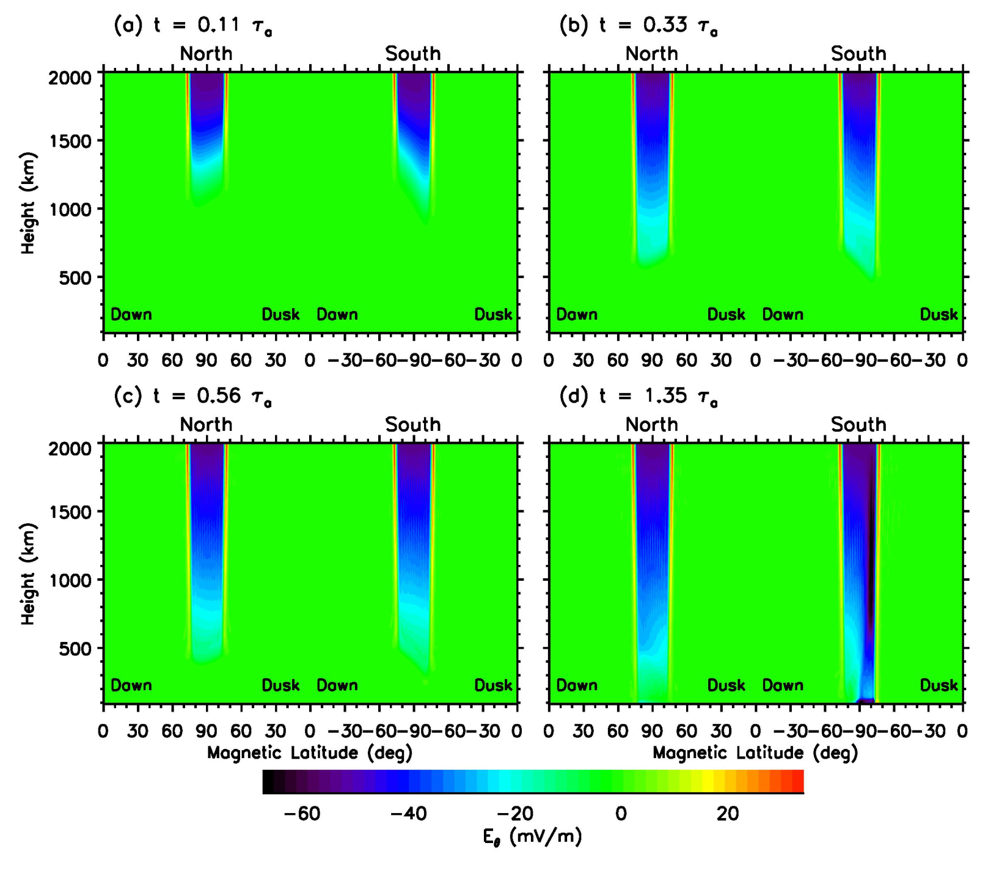 (a) t = 0.11 τa
(b) t = 0.33 τa
North South
North South
2000
1500
1000
500
Height (km)
Dawn Dusk Dawn Dusk
Dawn Dusk Dawn Dusk
0 30 60 90 60 30 0 −30−60−90−60−30 0
0 30 60 90 60 30 0 −30−60−90−60−30 0
(c) t = 0.56 τa
(d) t = 1.35 τa
North South
North South
2000
1500
1000
500
Height (km)
Dawn Dusk Dawn Dusk
Dawn Dusk Dawn Dusk
0 30 60 90 60 30 0 −30−60−90−60−30 0
0 30 60 90 60 30 0 −30−60−90−60−30 0
Magnetic Latitude (deg)
Magnetic Latitude (deg)
−60 −40 −20 0 20
Eθ (mV/m)